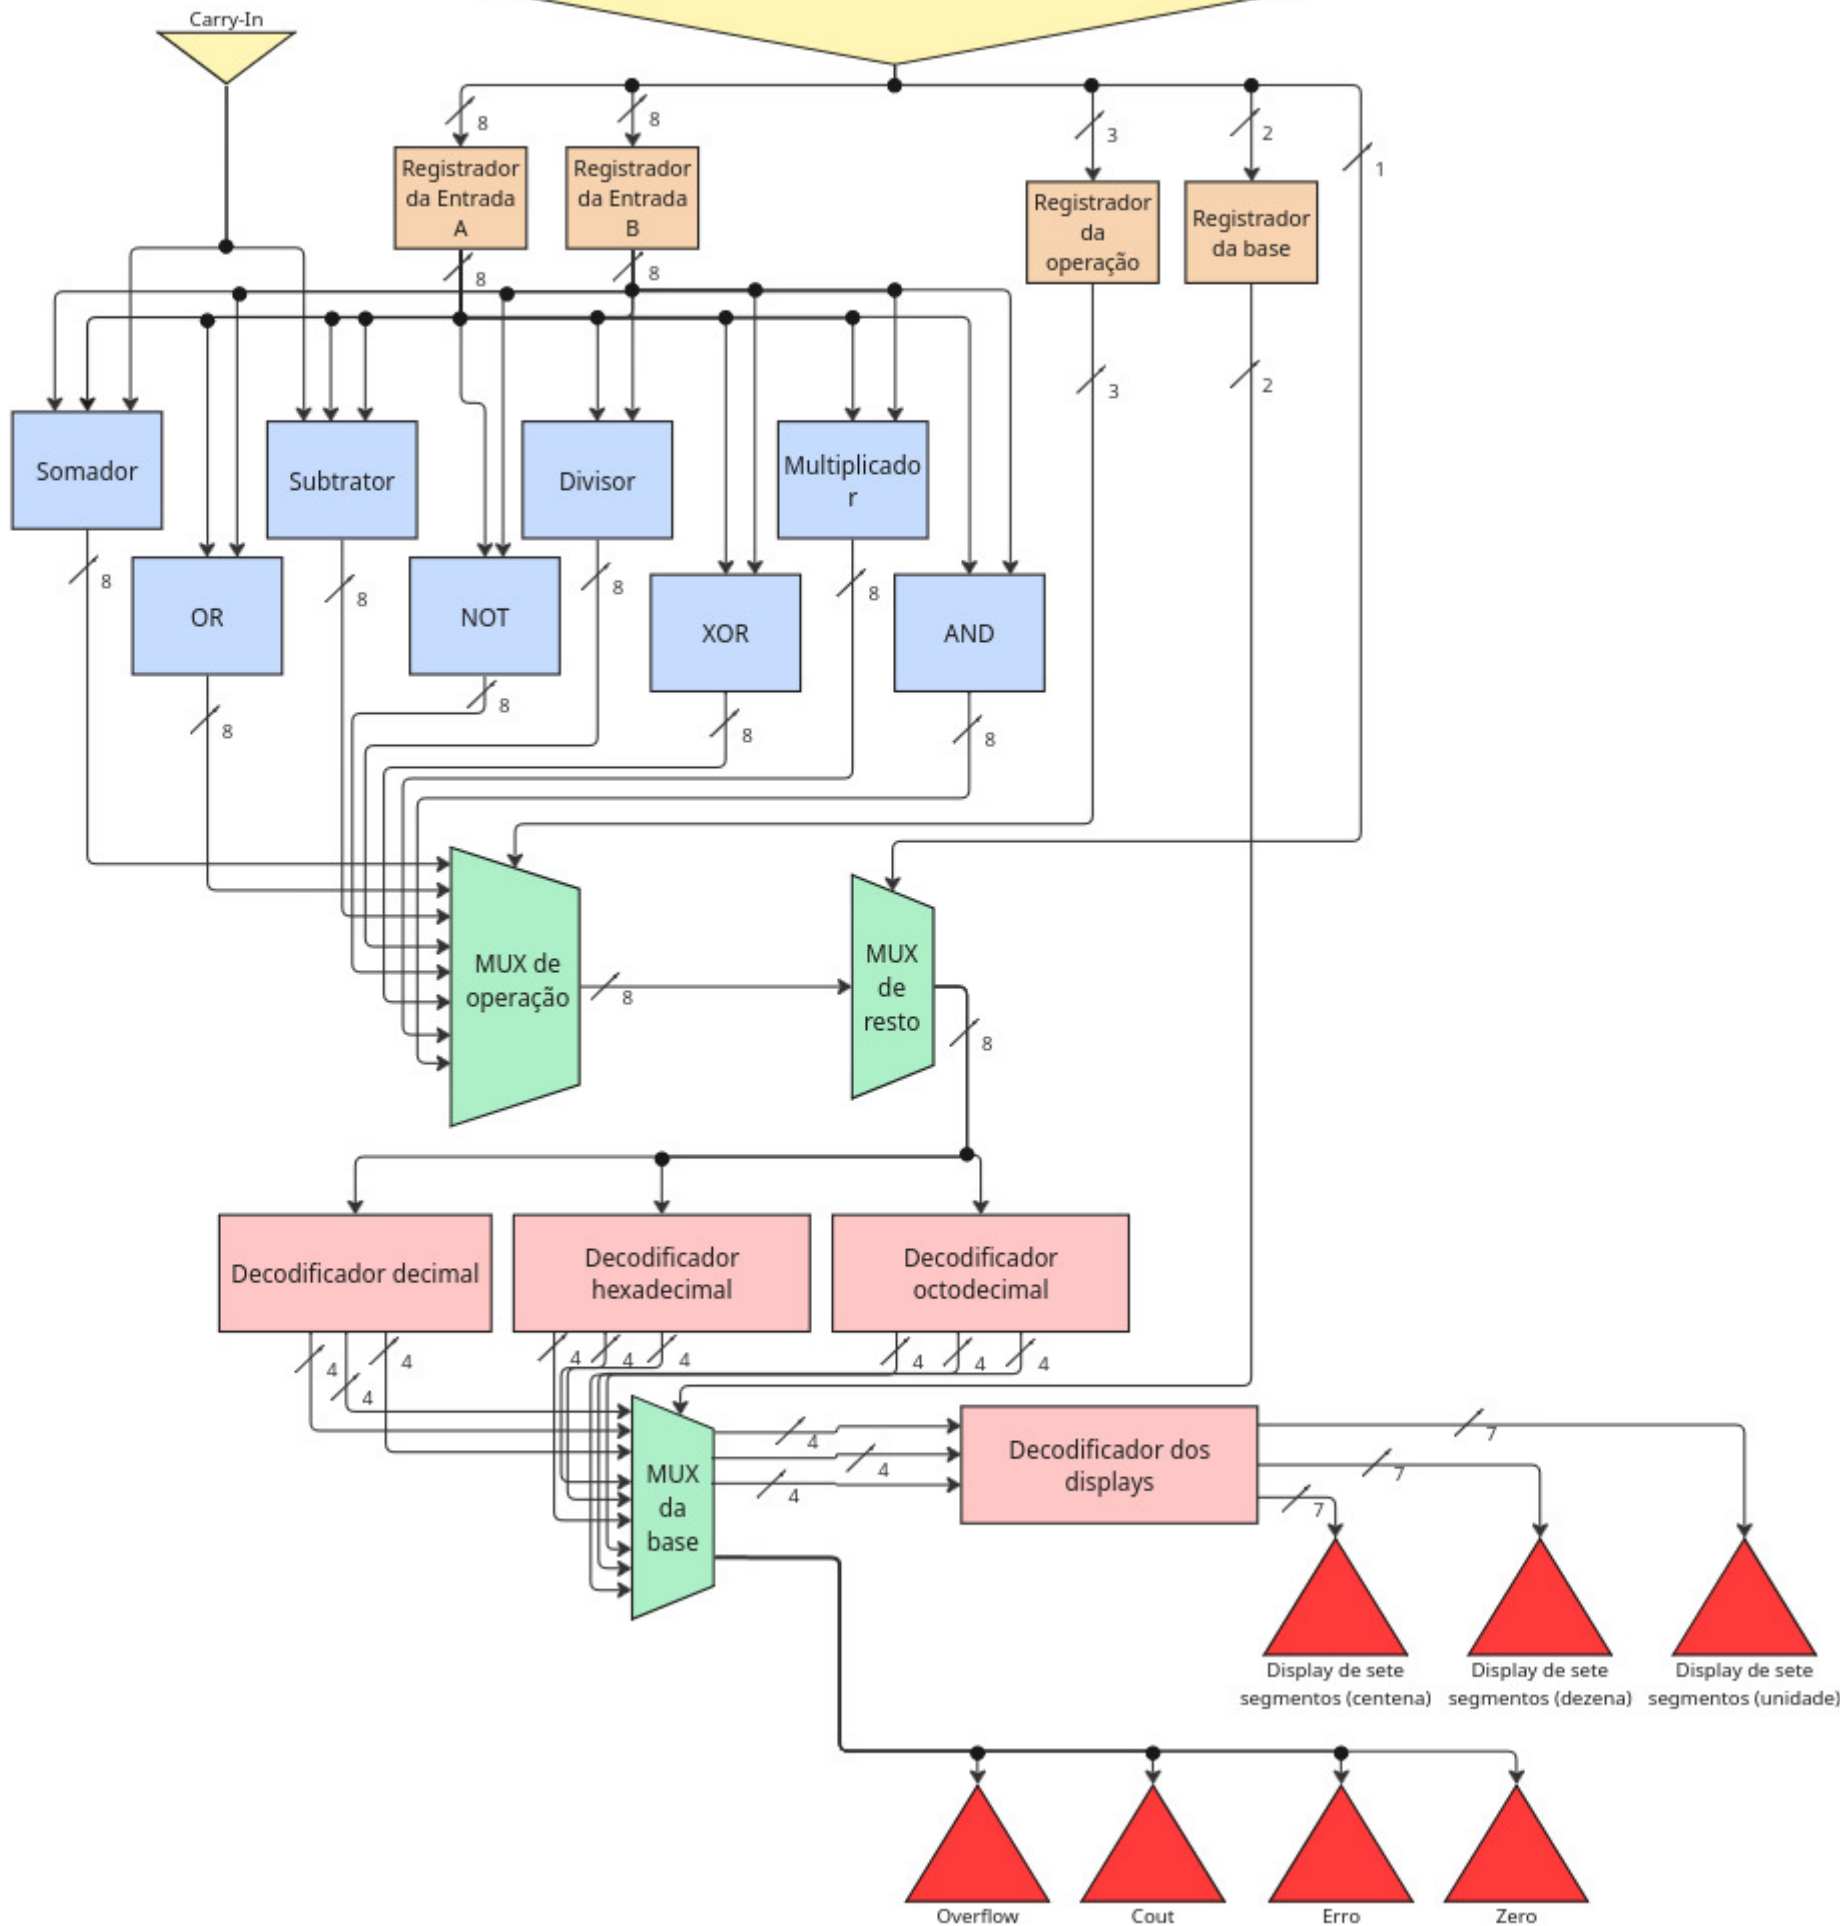 Carry-In
8
8
3
2
1
Registrador
da Entrada
A
Registrador
da Entrada
B
Registrador
da
operação
Registrador
da base
8
8
3
2
Somador
Subtrator
Divisor
Multiplicado
r
OR
NOT
XOR
AND
8
8
8
8
8
8
8
8
MUX de
operação
8
MUX
de
resto
8
Decodificador decimal
Decodificador
hexadecimal
Decodificador
octodecimal
4
4
4
4
4
4
4
4
4
MUX
da
base
4
4
4
Decodificador dos
displays
7
7
7
Display de sete
segmentos (centena)
Display de sete
segmentos (dezena)
Display de sete
segmentos (unidade)
Overflow
Cout
Erro
Zero